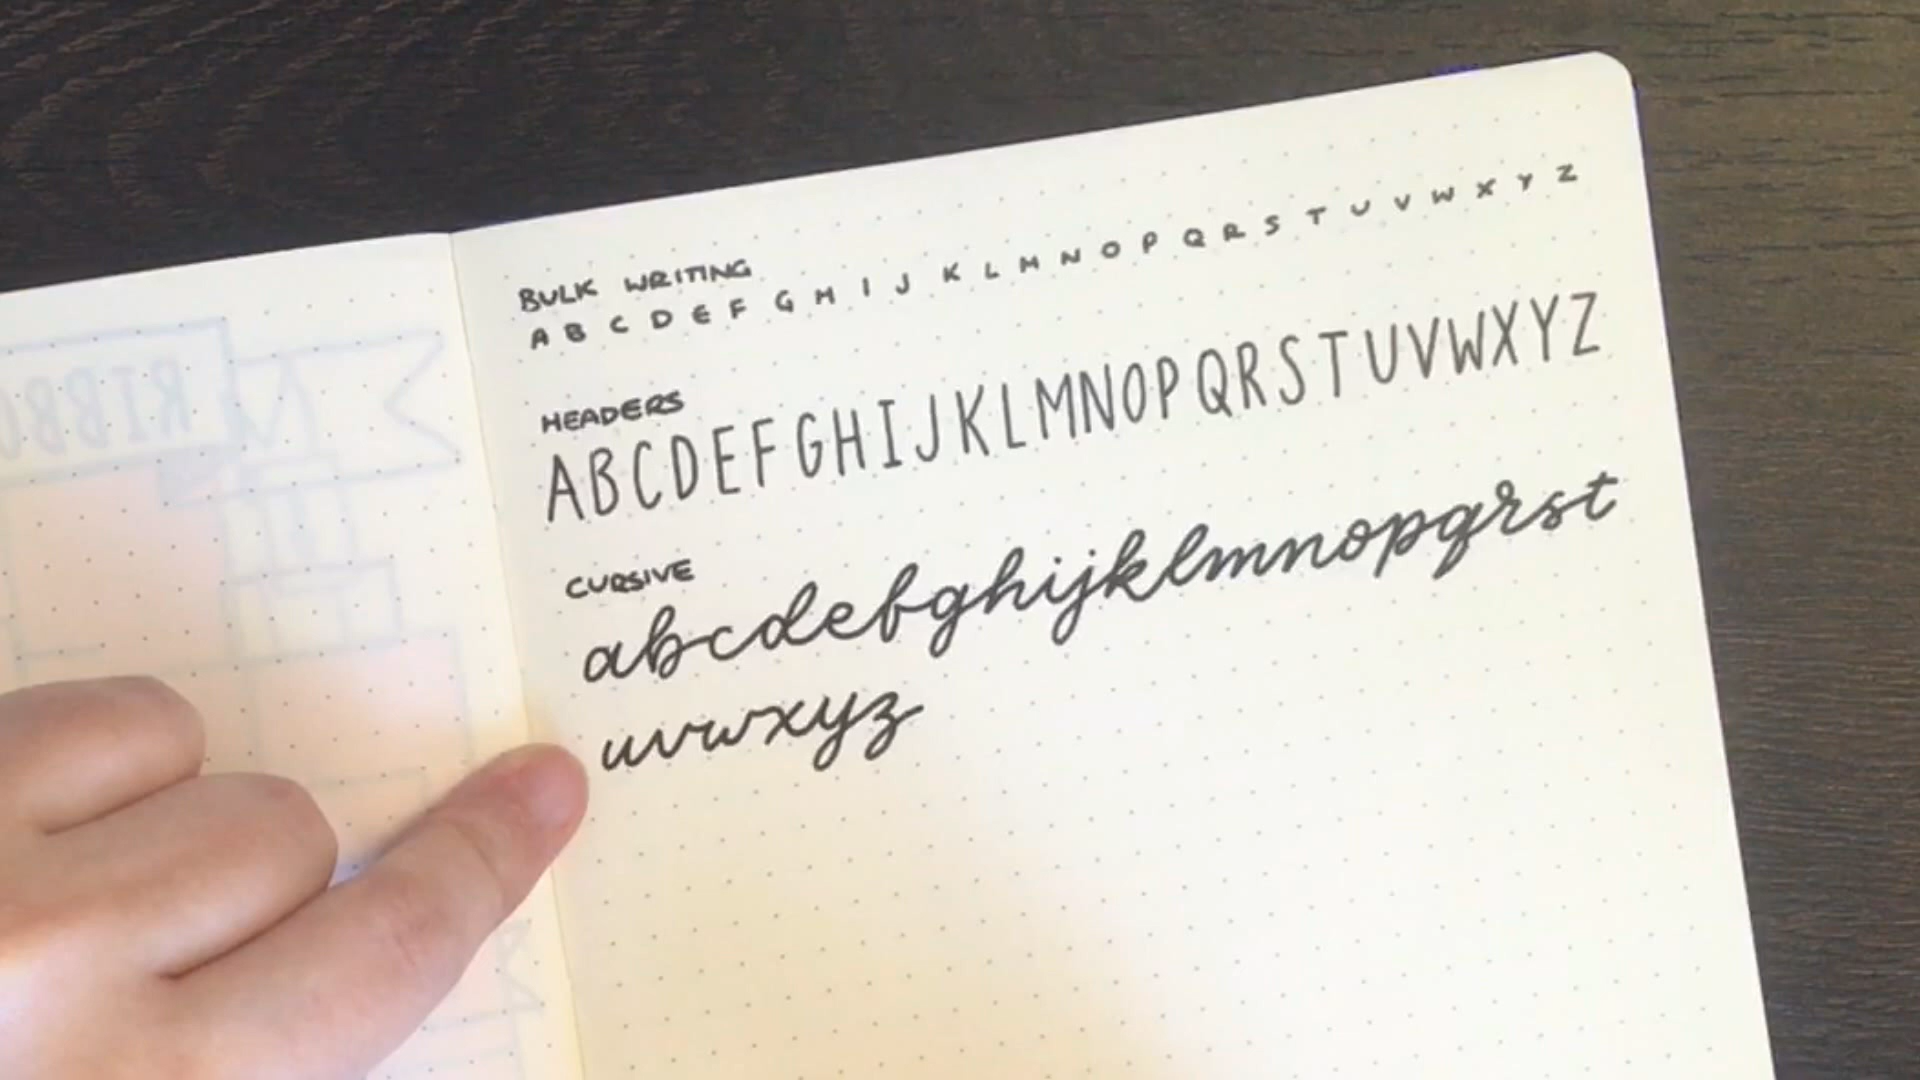 BULK WRITING
A B C D E F G H I J K L M N O P Q R S T U V W X Y Z
HEADERS
ABCDEFGHIJKLMNOPQRSTUVWXYZ
CURSIVE
abcdefghijklmnopqrst
uvwxyz